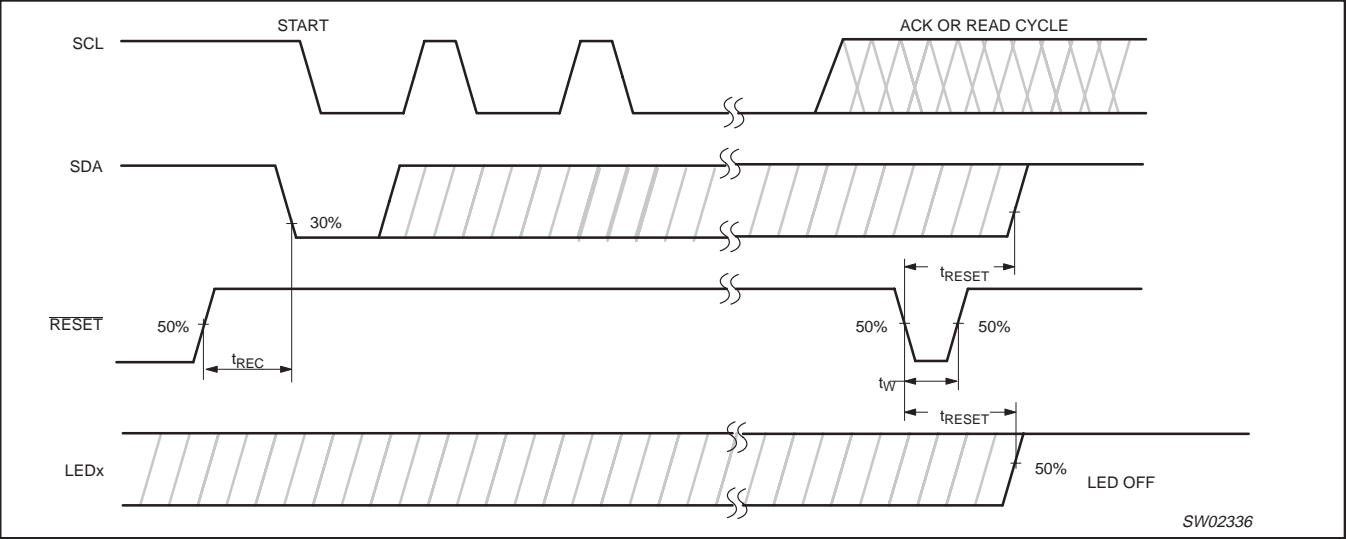 START
ACK OR READ CYCLE
SCL
SDA
30%
tRESET
RESET
50%
50%
50%
tREC
tW
tRESET
LEDx
50%
LED OFF
SW02336